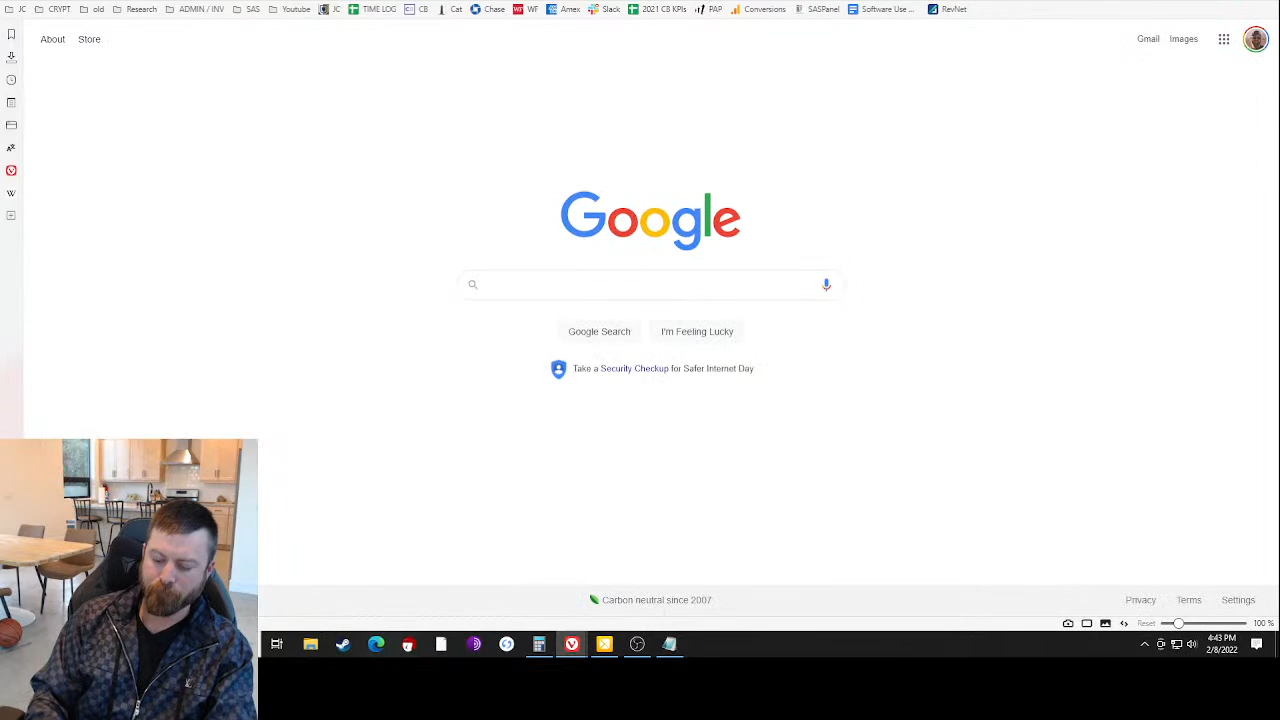 JC CRYPT old Research ADMIN / INV SAS Youtube JC TIME LOG CB Cat Chase WF Amex Slack 2021 CB KPIs PAP Conversions SASPanel Software Use ... RevNet
About Store Gmail Images
Google
Google Search I'm Feeling Lucky
Take a Security Checkup for Safer Internet Day
Carbon neutral since 2007 Privacy Terms Settings
Reset 100 %
4:43 PM
2/8/2022